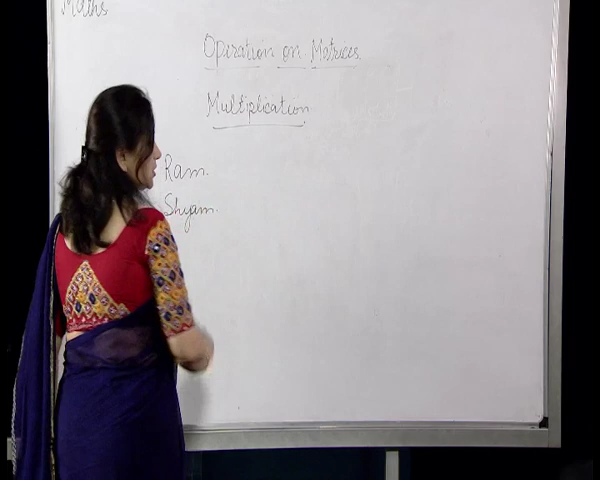 Maths
Operation on Metrices.
Multiplication
Ram.
Shyam.